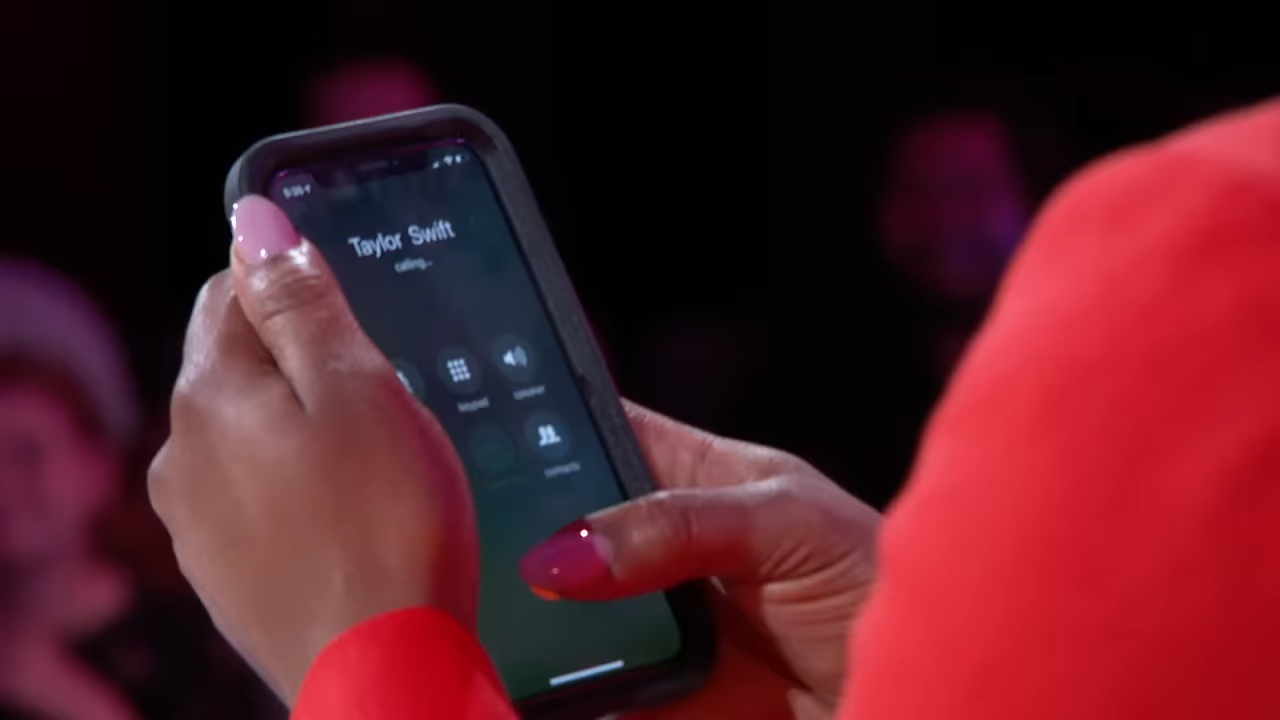 Taylor Swift
calling...
keypad
speaker
contacts